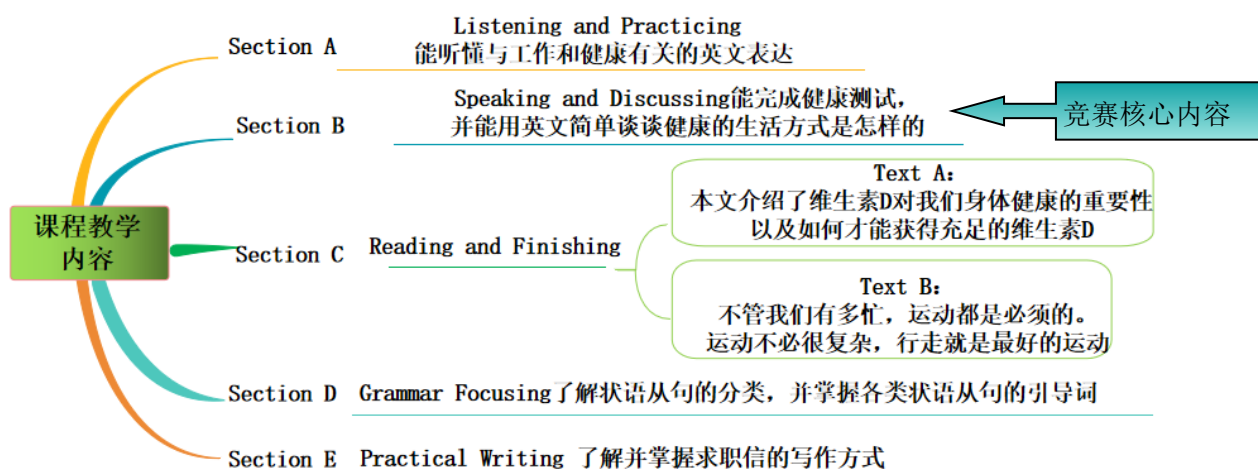 课程教学
内容
Section A
Listening and Practicing
能听懂与工作和健康有关的英文表达
Section B
Speaking and Discussing能完成健康测试，
并能用英文简单谈谈健康的生活方式是怎样的
竞赛核心内容
Section C
Reading and Finishing
Text A：
本文介绍了维生素D对我们身体健康的重要性
以及如何才能获得充足的维生素D
Text B：
不管我们有多忙，运动都是必须的。
运动不必很复杂，行走就是最好的运动
Section D
Grammar Focusing了解状语从句的分类，并掌握各类状语从句的引导词
Section E
Practical Writing 了解并掌握求职信的写作方式